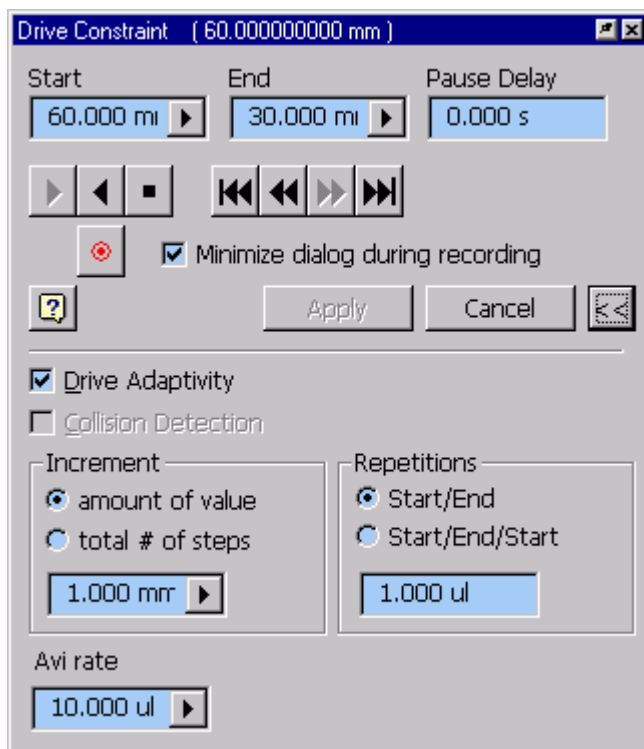 Drive Constraint ( 60.000000000 mm )
Start End Pause Delay
60.000 mm 30.000 mm 0.000 s
Minimize dialog during recording
? Apply Cancel <<
Drive Adaptivity
Collision Detection
Increment Repetitions
amount of value Start/End
total # of steps Start/End/Start
1.000 mm 1.000 ul
Avi rate
10.000 ul